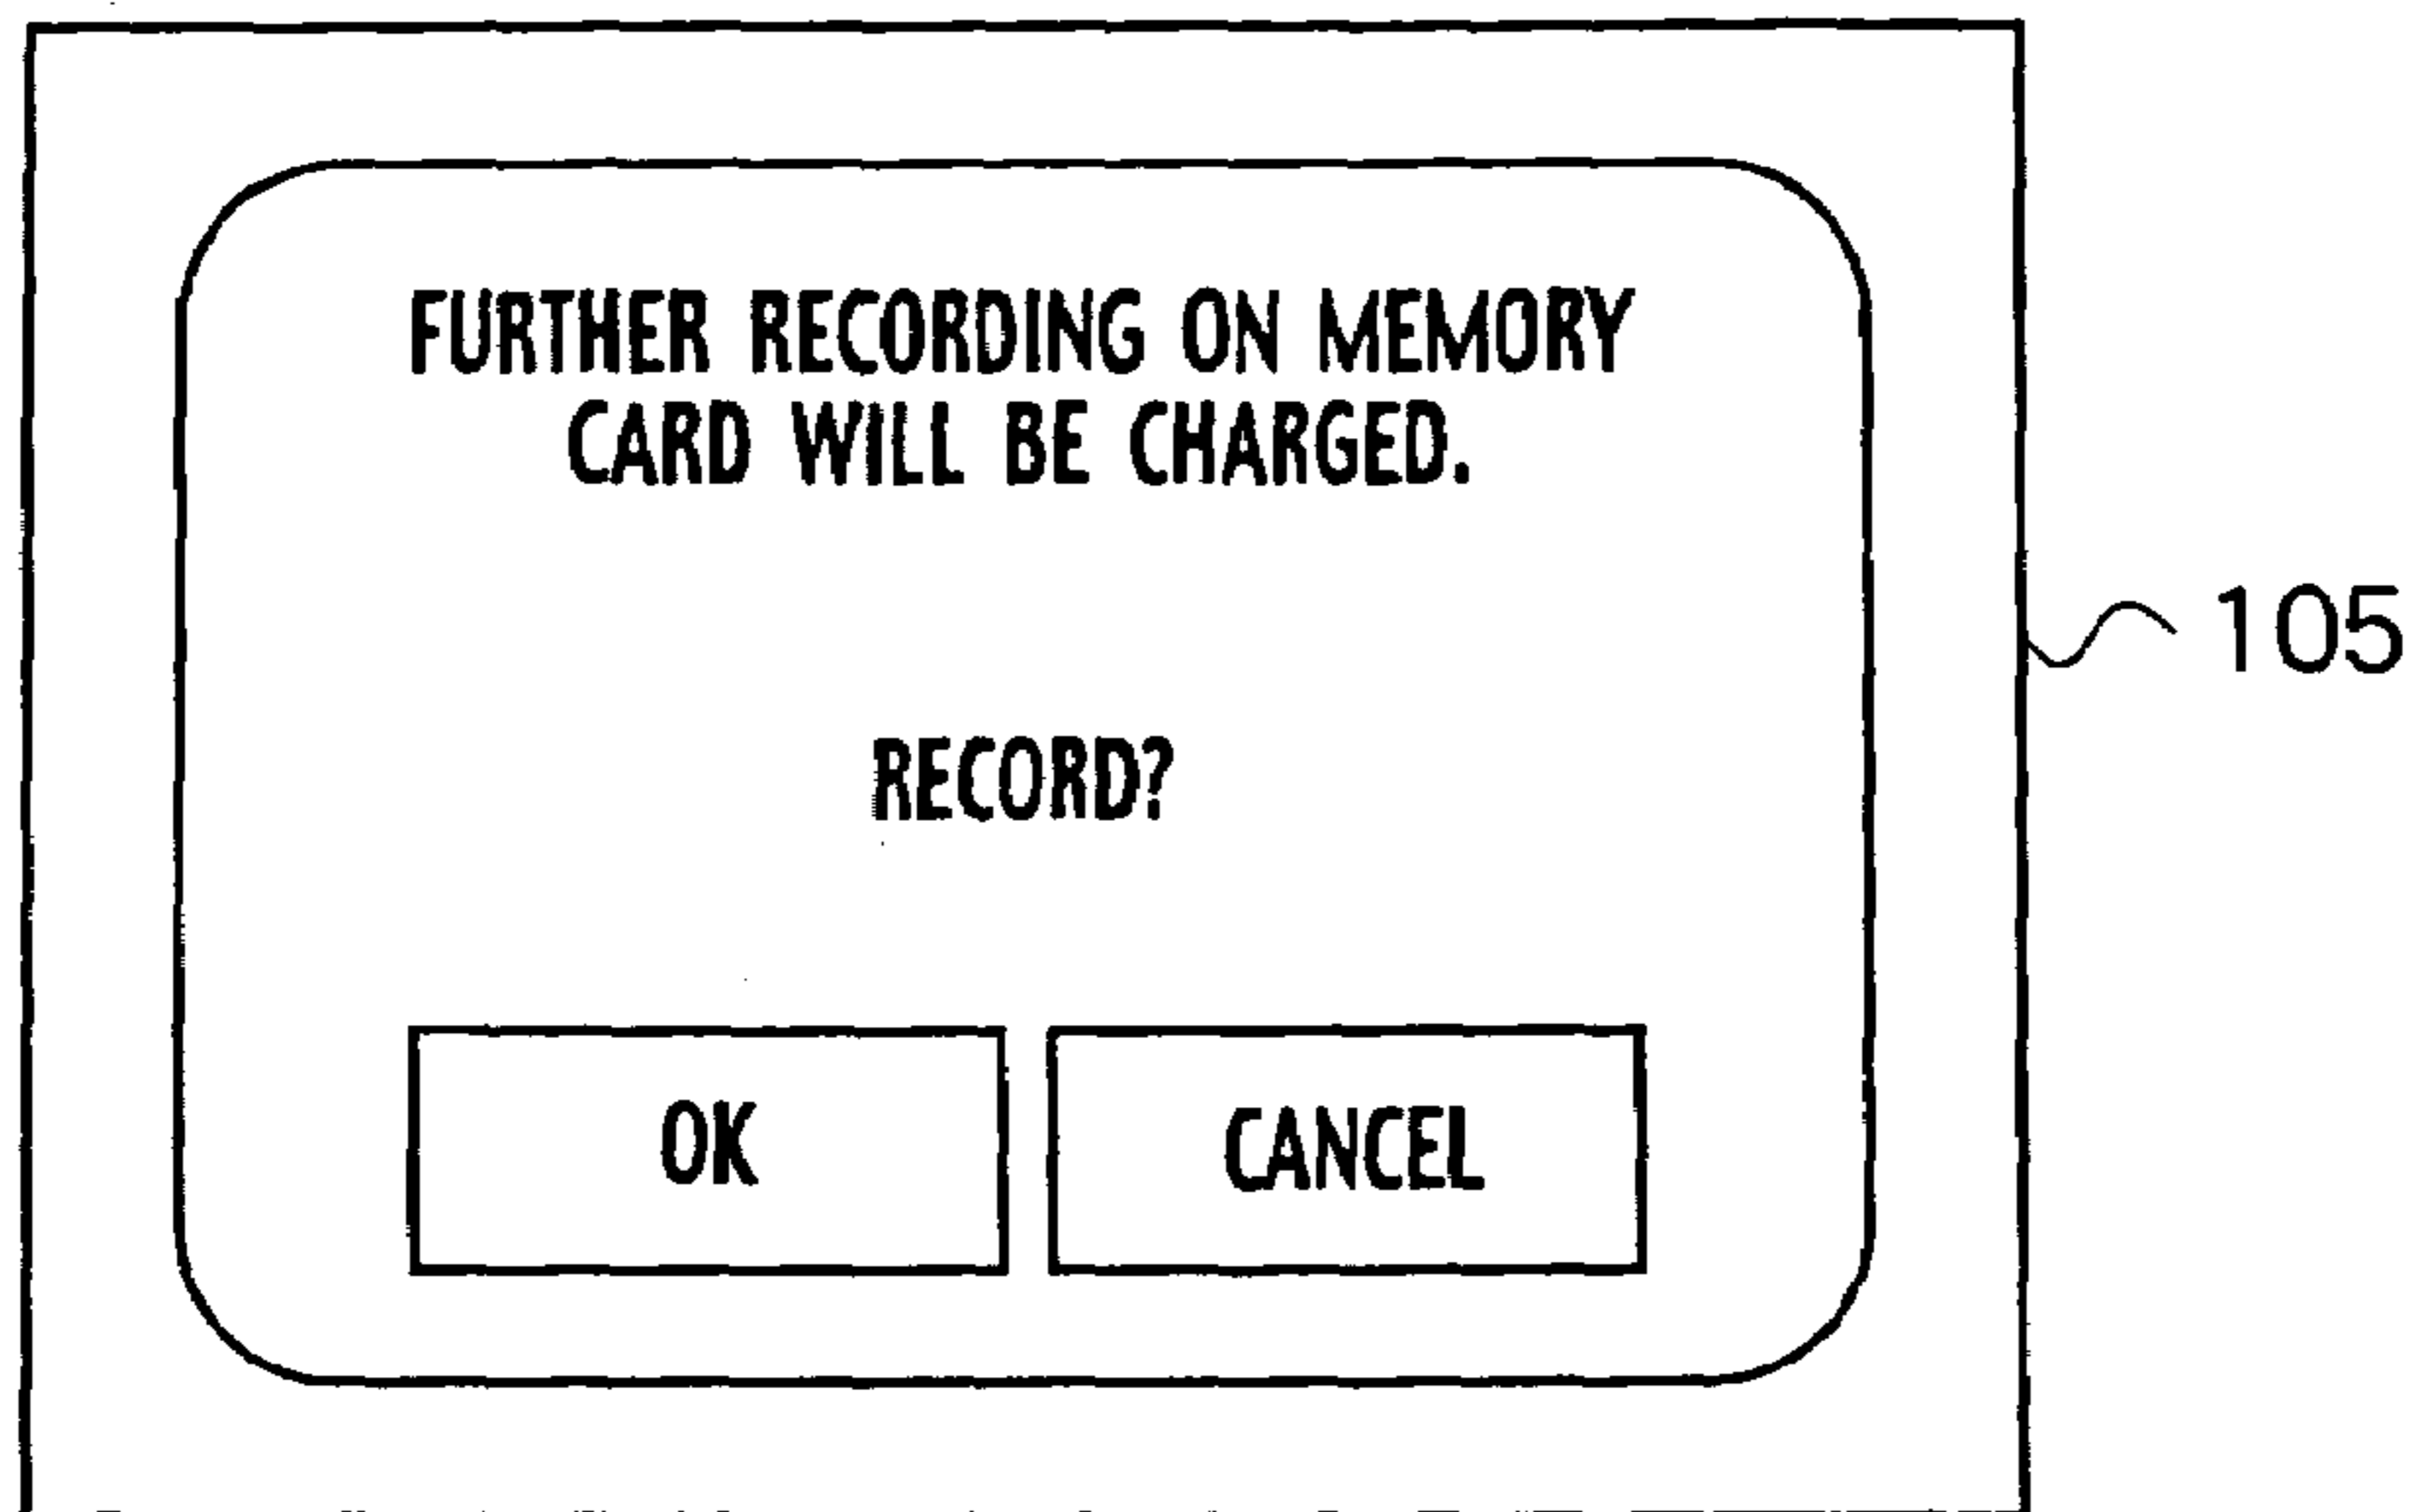 FURTHER RECORDING ON MEMORY
CARD WILL BE CHARGED.
105
RECORD?
OK CANCEL